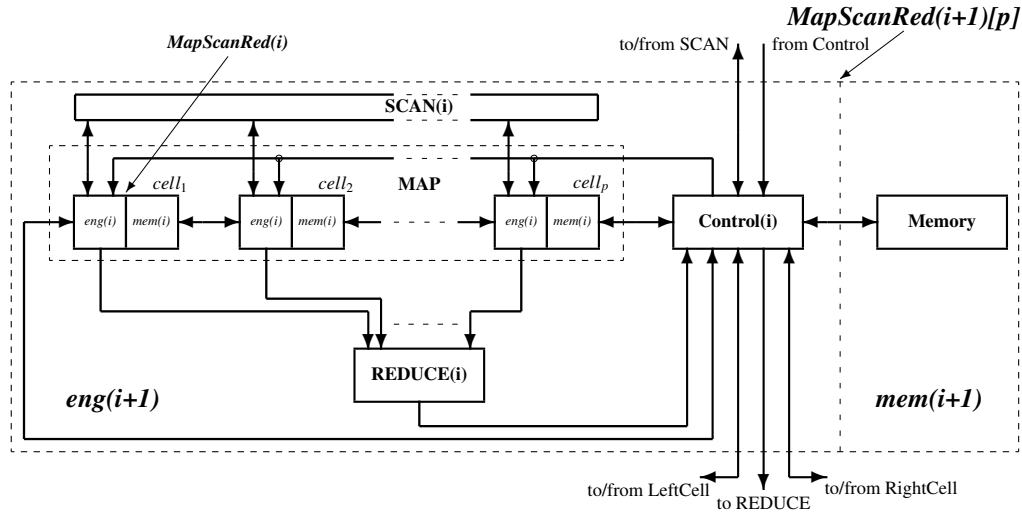 MapScanRed(i+1)[p]
MapScanRed(i)
to/from SCAN
from Control
SCAN(i)
MAP
cell1
cell2
cellp
eng(i) mem(i)
eng(i) mem(i)
eng(i) mem(i)
Control(i)
Memory
REDUCE(i)
eng(i+1)
mem(i+1)
to/from LeftCell
to REDUCE
to/from RightCell